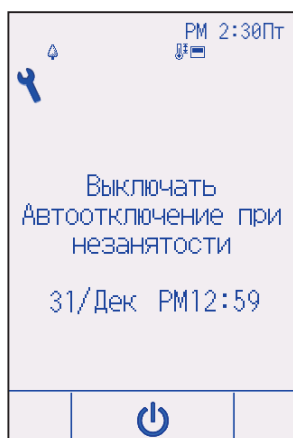 PM 2:30Пт
Выключать
Автоотключение при
незанятости
31/Дек PM12:59